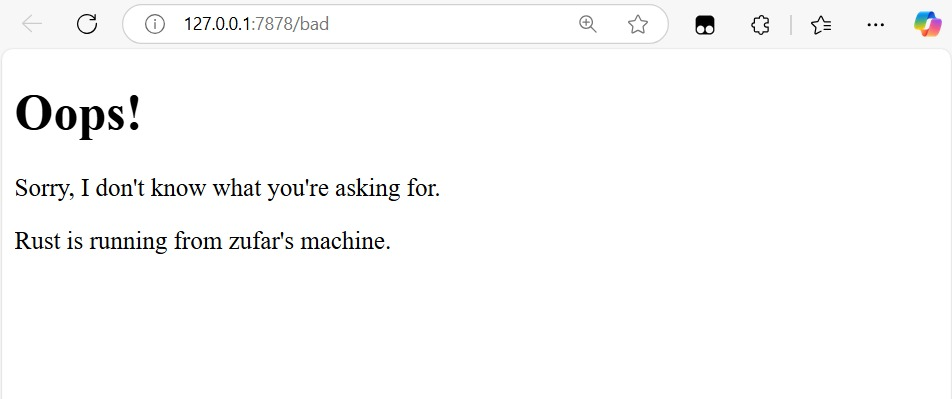 127.0.0.1:7878/bad
Oops!
Sorry, I don't know what you're asking for.
Rust is running from zufar's machine.